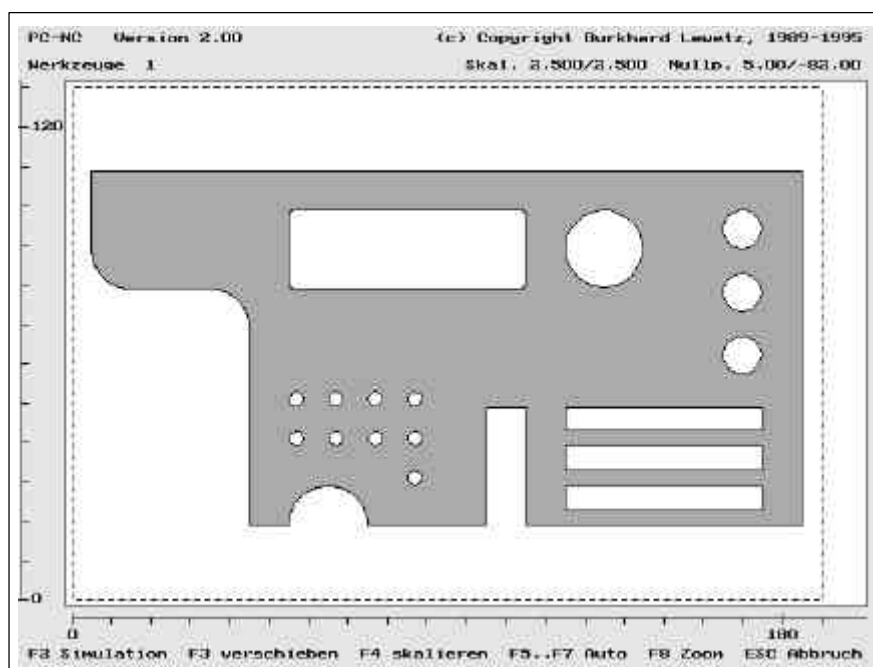 PC-NC Version 2.00 (c) Copyright Burkhard Lewetz, 1989-1995
Werkzeuge 1 Skal. 2.500/2.500 Nullp. 5.00/-82.00
120
0
0 180
F2 Simulation F3 verschieben F4 skalieren F5..F7 Auto F8 Zoom ESC Abbruch